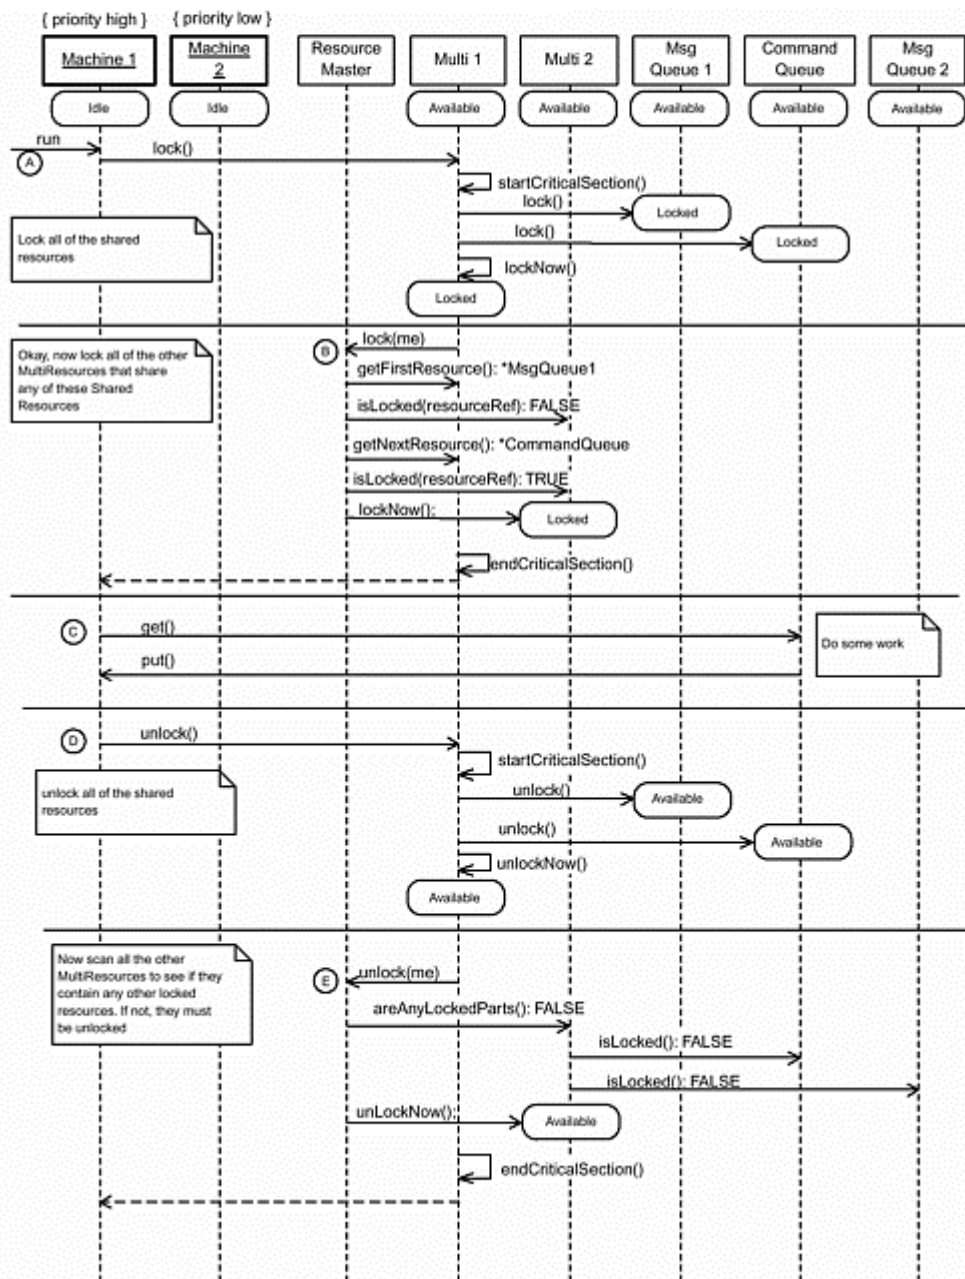 { priority high }
{ priority low }
Machine 1
Machine
2
Resource
Master
Multi 1
Multi 2
Msg
Queue 1
Command
Queue
Msg
Queue 2
Idle
Idle
Available
Available
Available
Available
Available
run
A
lock()
startCriticalSection()
lock()
Locked
Lock all of the shared
resources
lock()
Locked
lockNow()
Locked
Okay, now lock all of the other
MultiResources that share
any of these Shared
Resources
B
lock(me)
getFirstResource(): *MsgQueue1
isLocked(resourceRef): FALSE
getNextResource(): *CommandQueue
isLocked(resourceRef): TRUE
lockNow();
Locked
endCriticalSection()
C
get()
Do some work
put()
D
unlock()
startCriticalSection()
unlock all of the shared
resources
unlock()
Available
unlock()
Available
unlockNow()
Available
Now scan all the other
MultiResources to see if they
contain any other locked
resources. If not, they must
be unlocked
E
unlock(me)
areAnyLockedParts(): FALSE
isLocked(): FALSE
isLocked(): FALSE
unLockNow();
Available
endCriticalSection()